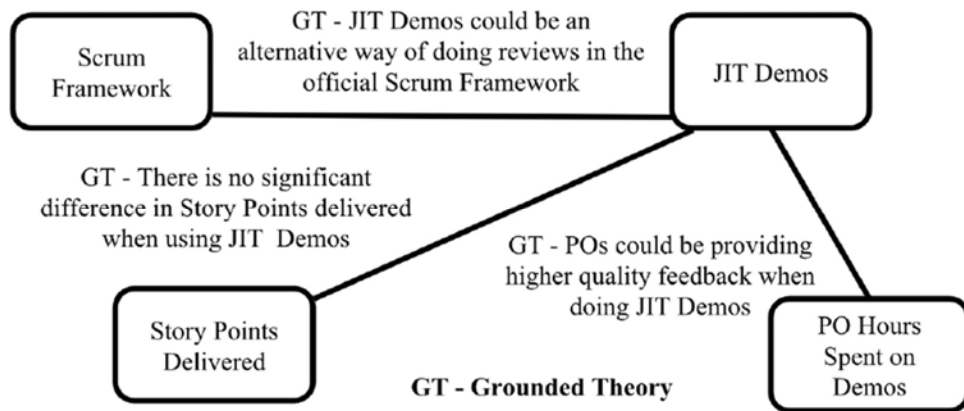 Scrum
Framework
GT - JIT Demos could be an
alternative way of doing reviews in the
official Scrum Framework
JIT Demos
GT - There is no significant
difference in Story Points delivered
when using JIT Demos
GT - POs could be providing
higher quality feedback when
doing JIT Demos
Story Points
Delivered
PO Hours
Spent on
Demos
GT - Grounded Theory